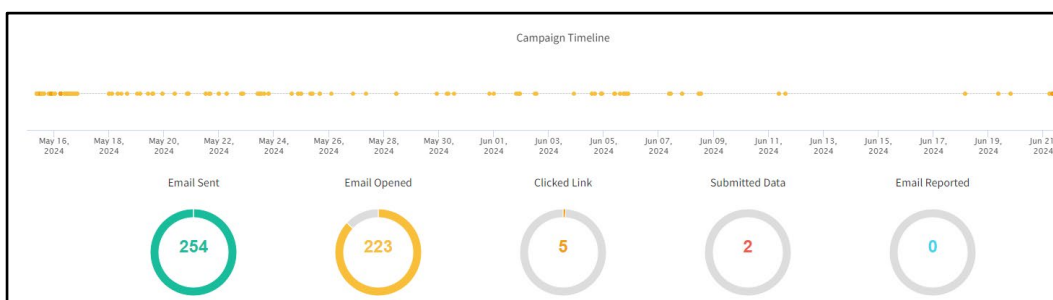 Campaign Timeline
May 16, May 18, May 20, May 22, May 24, May 26, May 28, May 30, Jun 01, Jun 03, Jun 05, Jun 07, Jun 09, Jun 11, Jun 13, Jun 15, Jun 17, Jun 19, Jun 21
2024 2024 2024 2024 2024 2024 2024 2024 2024 2024 2024 2024 2024 2024 2024 2024 2024 2024 2024
Email Sent Email Opened Clicked Link Submitted Data Email Reported
254 223 5 2 0